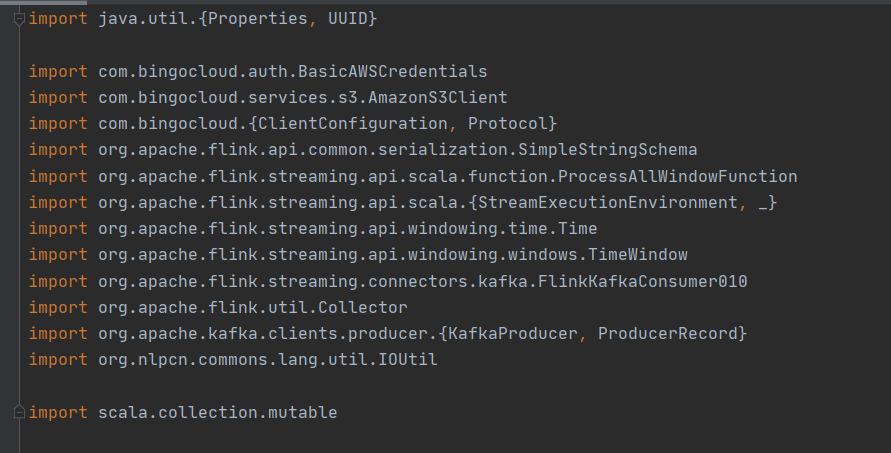 import java.util.{Properties, UUID}
import com.bingocloud.auth.BasicAWSCredentials
import com.bingocloud.services.s3.AmazonS3Client
import com.bingocloud.{ClientConfiguration, Protocol}
import org.apache.flink.api.common.serialization.SimpleStringSchema
import org.apache.flink.streaming.api.scala.function.ProcessAllWindowFunction
import org.apache.flink.streaming.api.scala.{StreamExecutionEnvironment, _}
import org.apache.flink.streaming.api.windowing.time.Time
import org.apache.flink.streaming.api.windowing.windows.TimeWindow
import org.apache.flink.streaming.connectors.kafka.FlinkKafkaConsumer010
import org.apache.flink.util.Collector
import org.apache.kafka.clients.producer.{KafkaProducer, ProducerRecord}
import org.nlpcn.commons.lang.util.IOUtil
import scala.collection.mutable